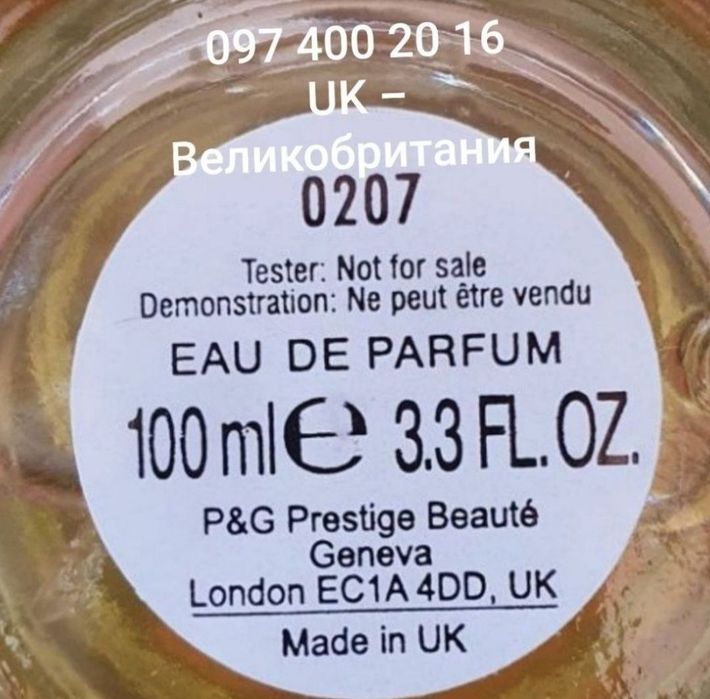 097 400 20 16
UK –
Великобритания
0207
Tester: Not for sale
Demonstration: Ne peut être vendu
EAU DE PARFUM
100 ml ℮ 3.3 FL. OZ.
P&G Prestige Beauté
Geneva
London EC1A 4DD, UK
Made in UK